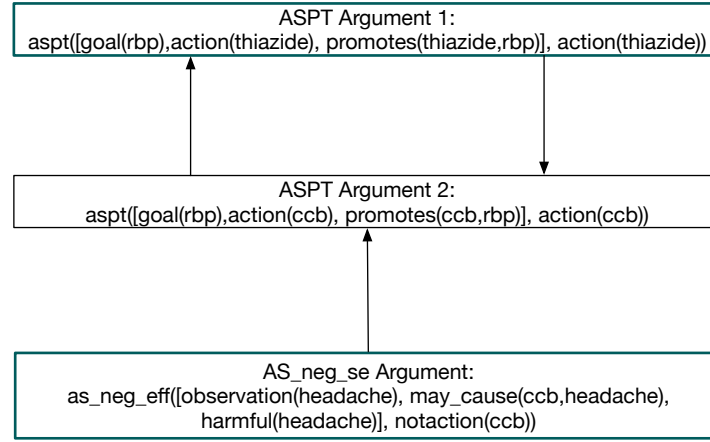 ASPT Argument 1:
aspt([goal(rbp),action(thiazide), promotes(thiazide,rbp)], action(thiazide))
ASPT Argument 2:
aspt([goal(rbp),action(ccb), promotes(ccb,rbp)], action(ccb))
AS_neg_se Argument:
as_neg_eff([observation(headache), may_cause(ccb,headache),
harmful(headache)], notaction(ccb))